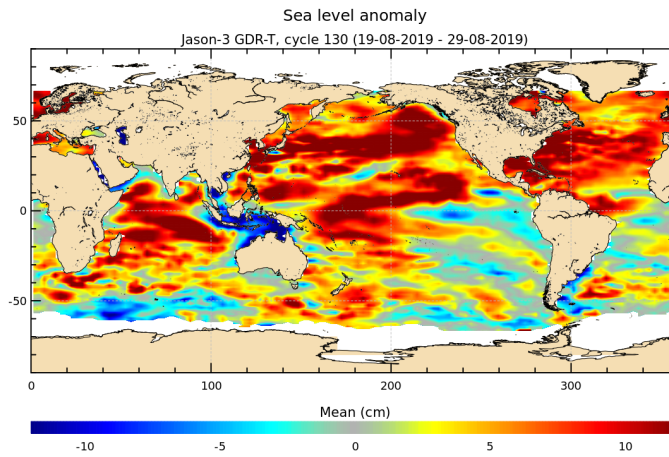 Sea level anomaly
Jason-3 GDR-T, cycle 130 (19-08-2019 - 29-08-2019)
50
0
-50
0 100 200 300
Mean (cm)
-10 -5 0 5 10